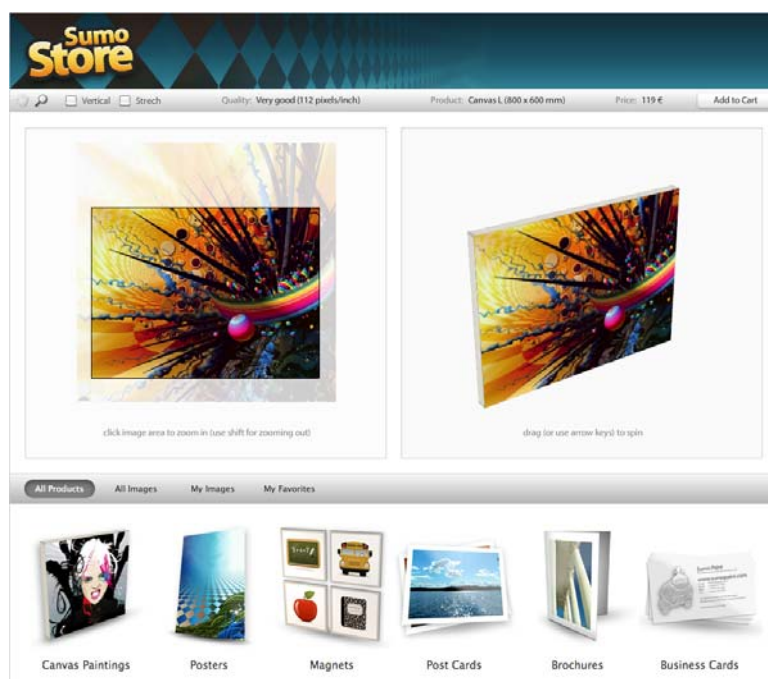 Sumo
Store
Vertical Strech Quality: Very good (112 pixels/inch) Product: Canvas L (800 x 600 mm) Price: 119 € Add to Cart
click image area to zoom in (use shift for zooming out)
drag (or use arrow keys) to spin
All Products All Images My Images My Favorites
Canvas Paintings Posters Magnets Post Cards Brochures Business Cards